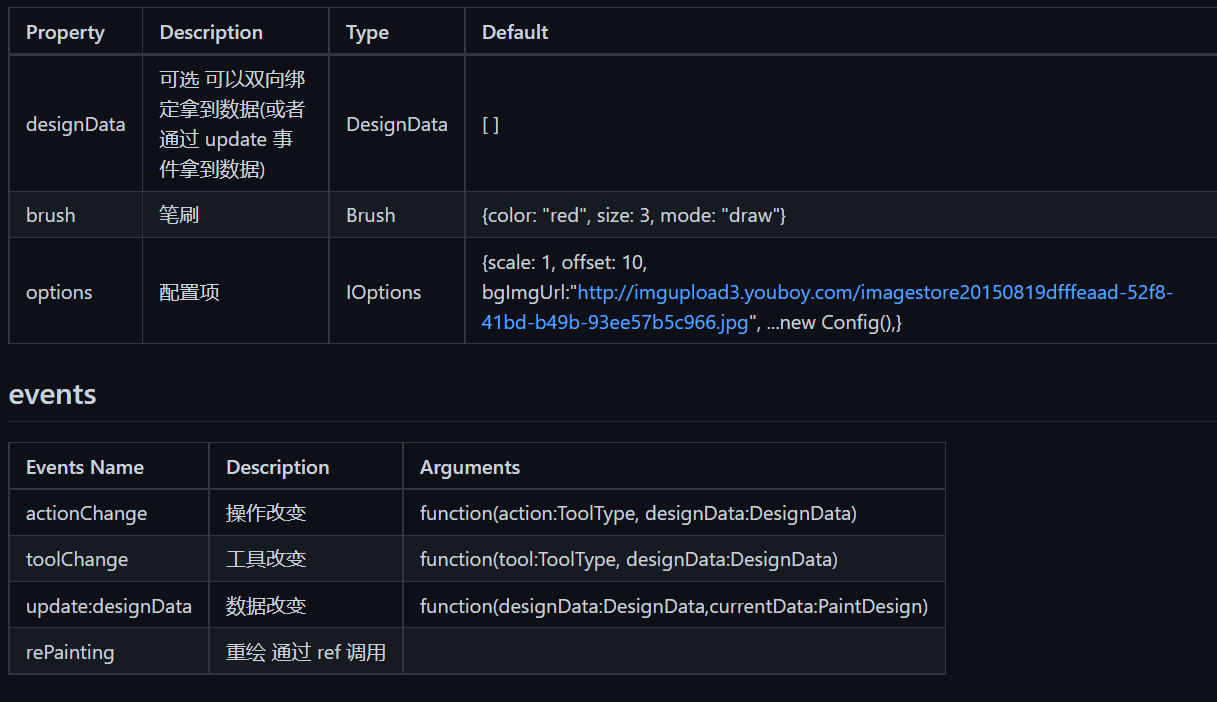 Property Description Type Default
designData 可选 可以双向绑 DesignData [ ]
定拿到数据(或者
通过 update 事
件拿到数据)
brush 笔刷 Brush {color: "red", size: 3, mode: "draw"}
options 配置项 IOptions {scale: 1, offset: 10,
bgImgUrl:"http://imgupload3.youboy.com/imagestore20150819dfffeaad-52f8-
41bd-b49b-93ee57b5c966.jpg", ...new Config(),}
events
Events Name Description Arguments
actionChange 操作改变 function(action:ToolType, designData:DesignData)
toolChange 工具改变 function(tool:ToolType, designData:DesignData)
update:designData 数据改变 function(designData:DesignData,currentData:PaintDesign)
rePainting 重绘 通过 ref 调用